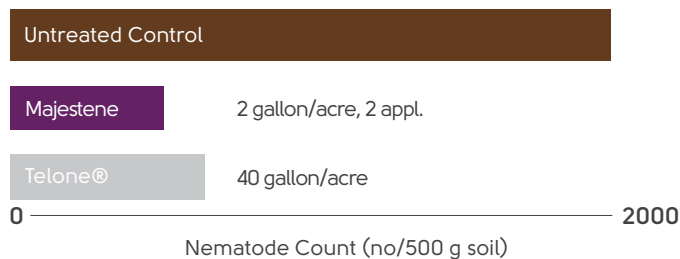 Untreated Control
Majestene 2 gallon/acre, 2 appl.
Telone® 40 gallon/acre
0 2000
Nematode Count (no/500 g soil)